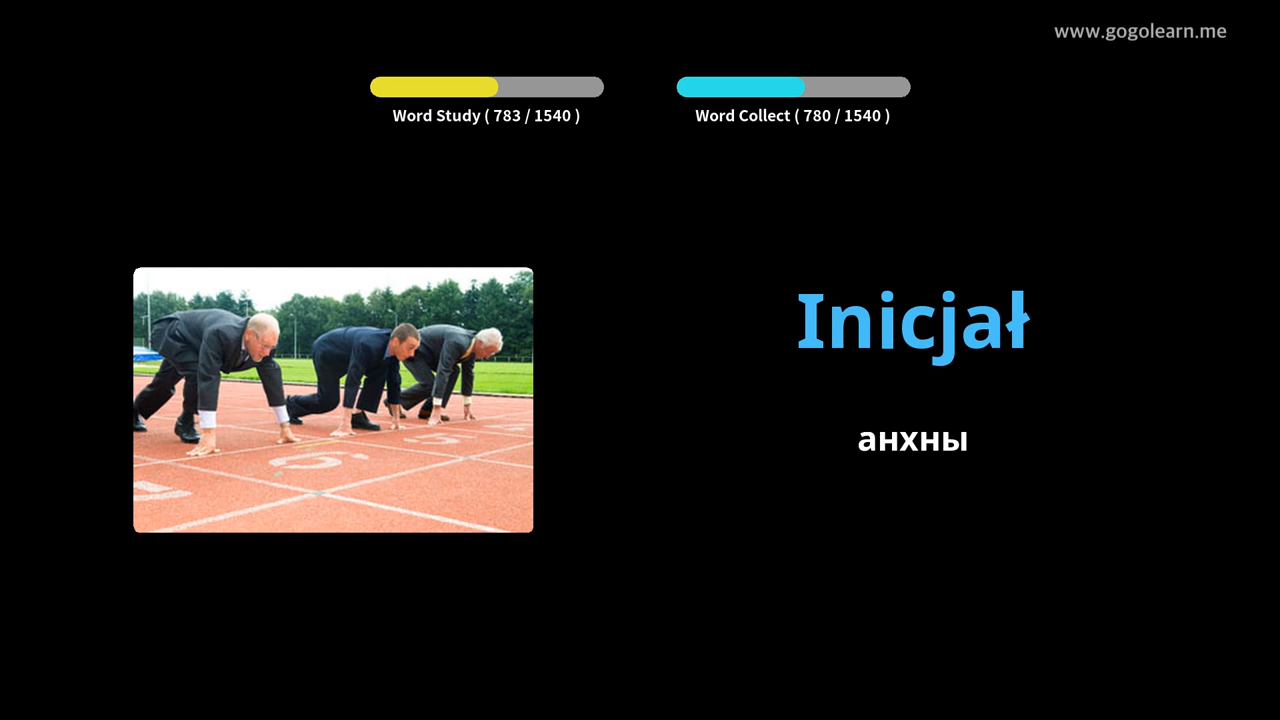 www.gogolearn.me
Word Study ( 783 / 1540 )
Word Collect ( 780 / 1540 )
Inicjał
анхны